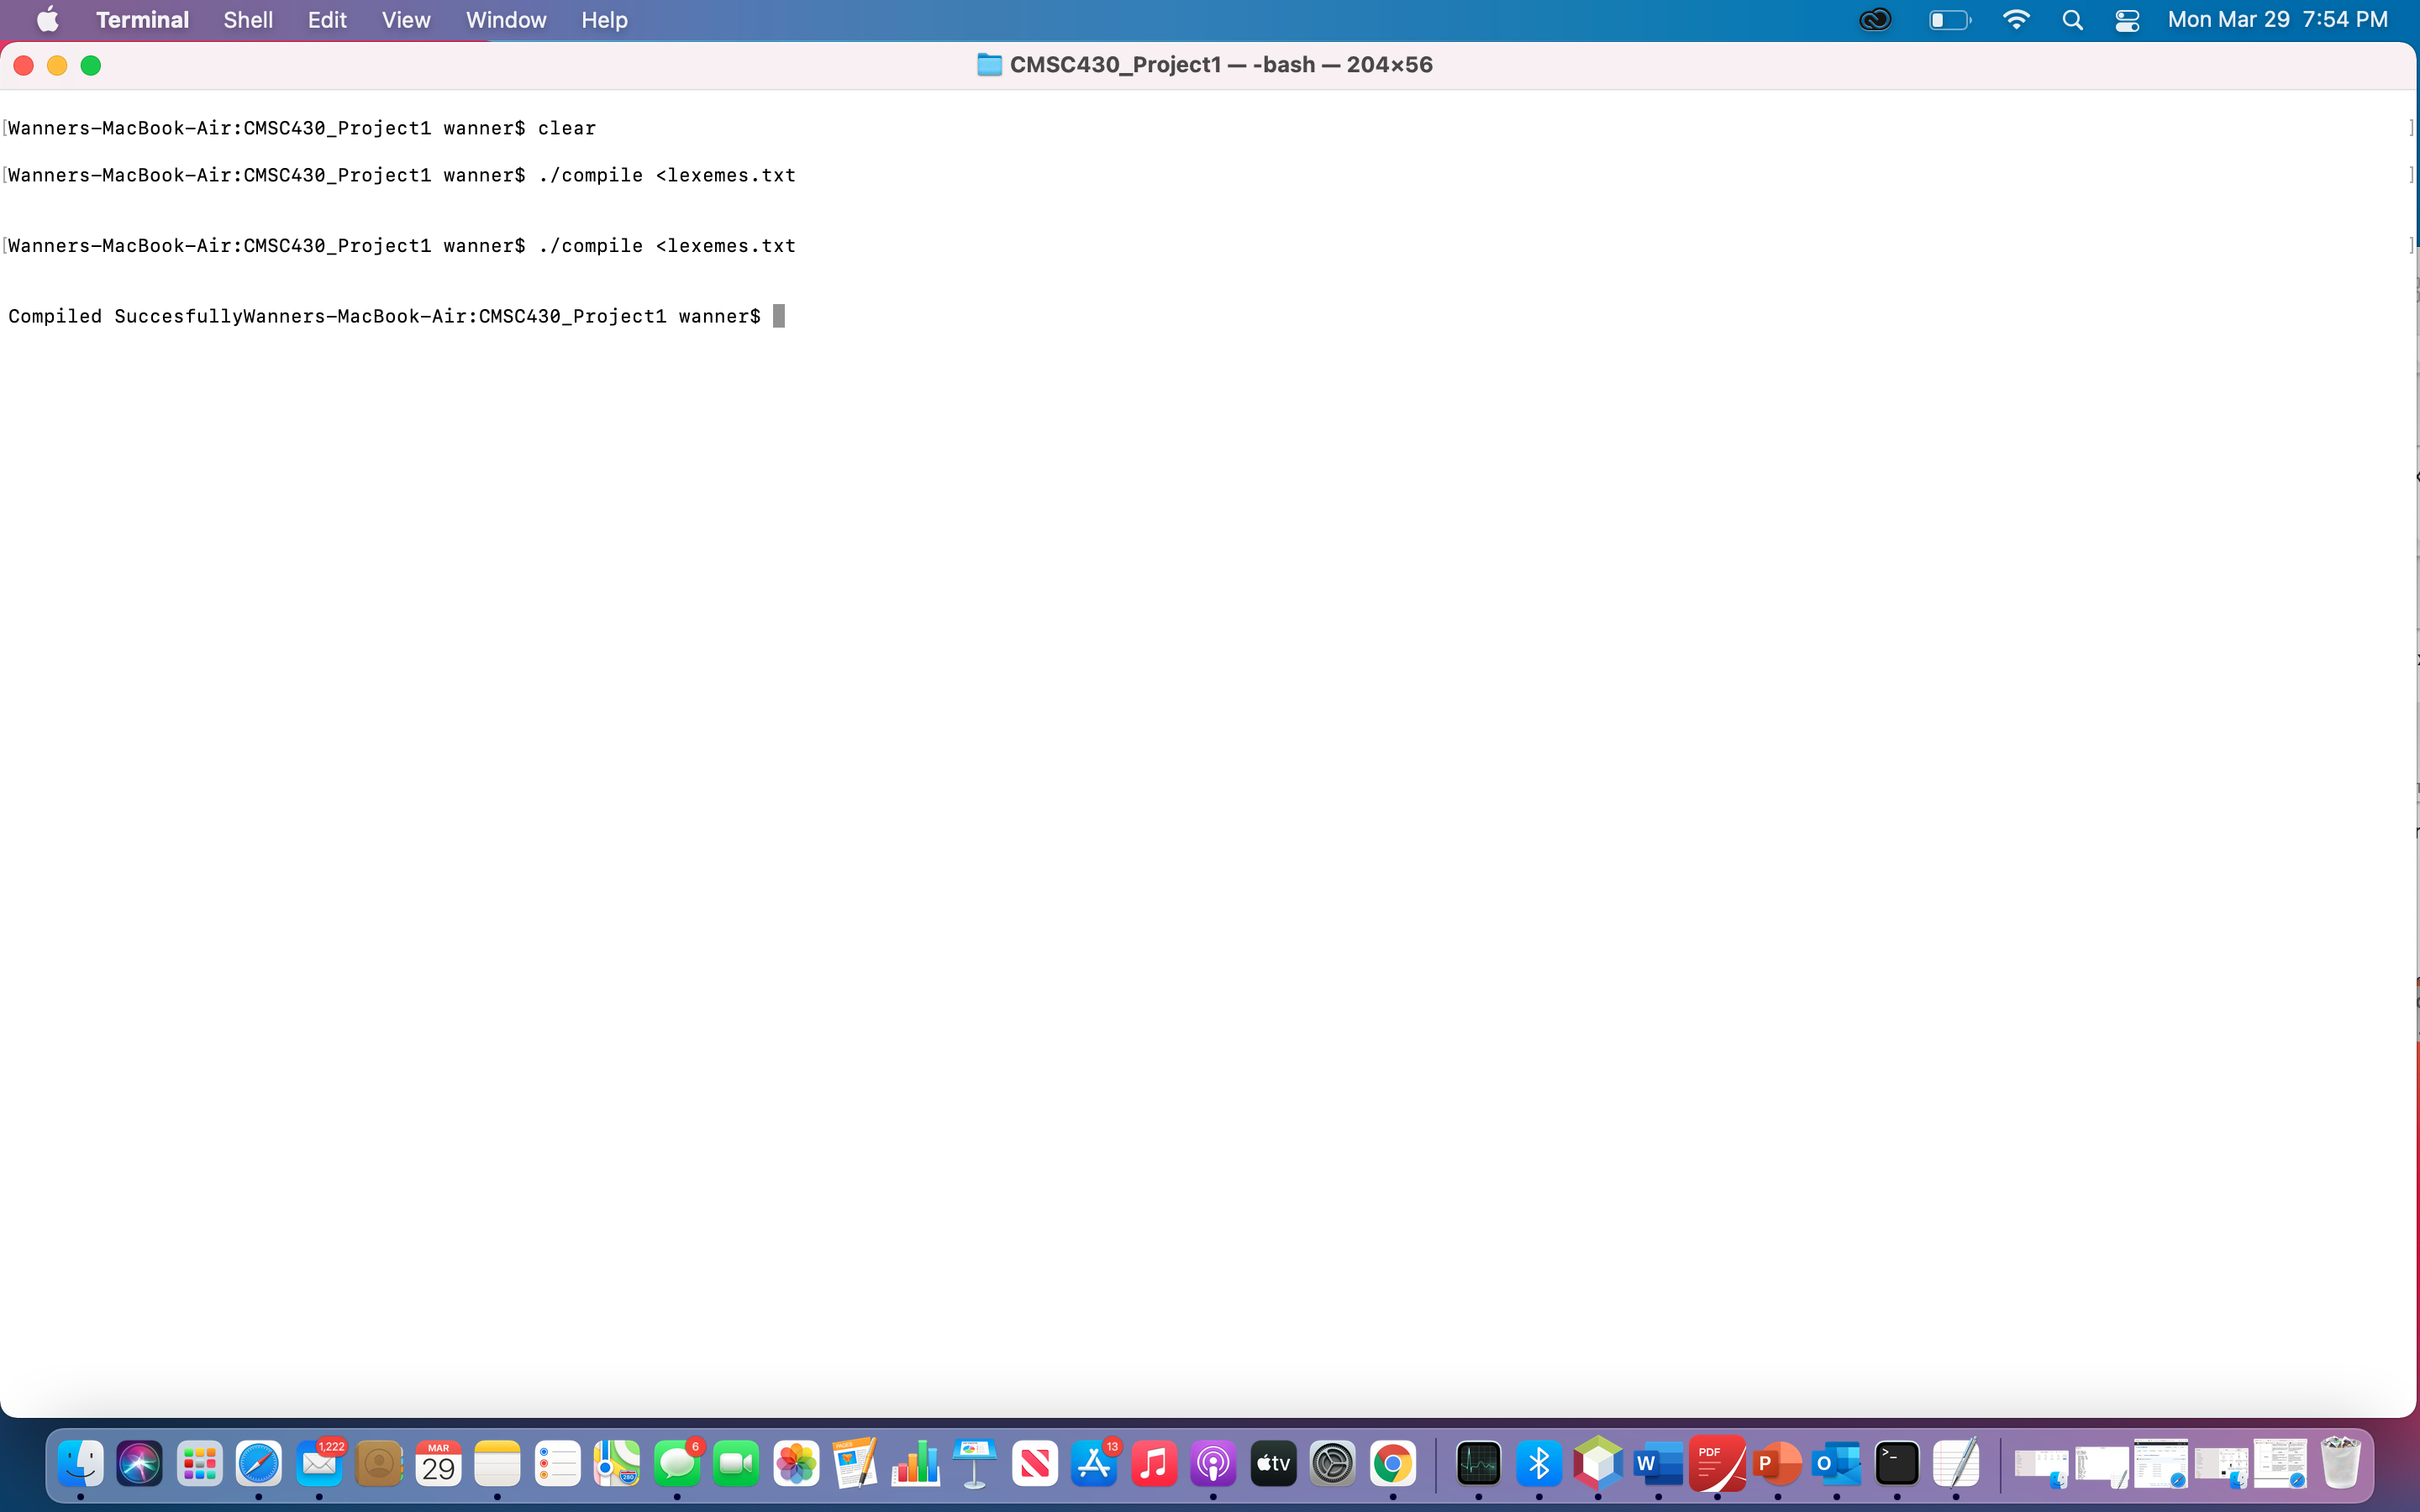 Terminal Shell Edit View Window Help Mon Mar 29 7:54 PM
CMSC430_Project1 — -bash — 204×56
[Wanners-MacBook-Air:CMSC430_Project1 wanner$ clear ]
[Wanners-MacBook-Air:CMSC430_Project1 wanner$ ./compile <lexemes.txt ]
[Wanners-MacBook-Air:CMSC430_Project1 wanner$ ./compile <lexemes.txt ]
Compiled SuccesfullyWanners-MacBook-Air:CMSC430_Project1 wanner$
1,222
MAR
29
280
6
PAGES
13
tv
W
PDF
P
O
>_